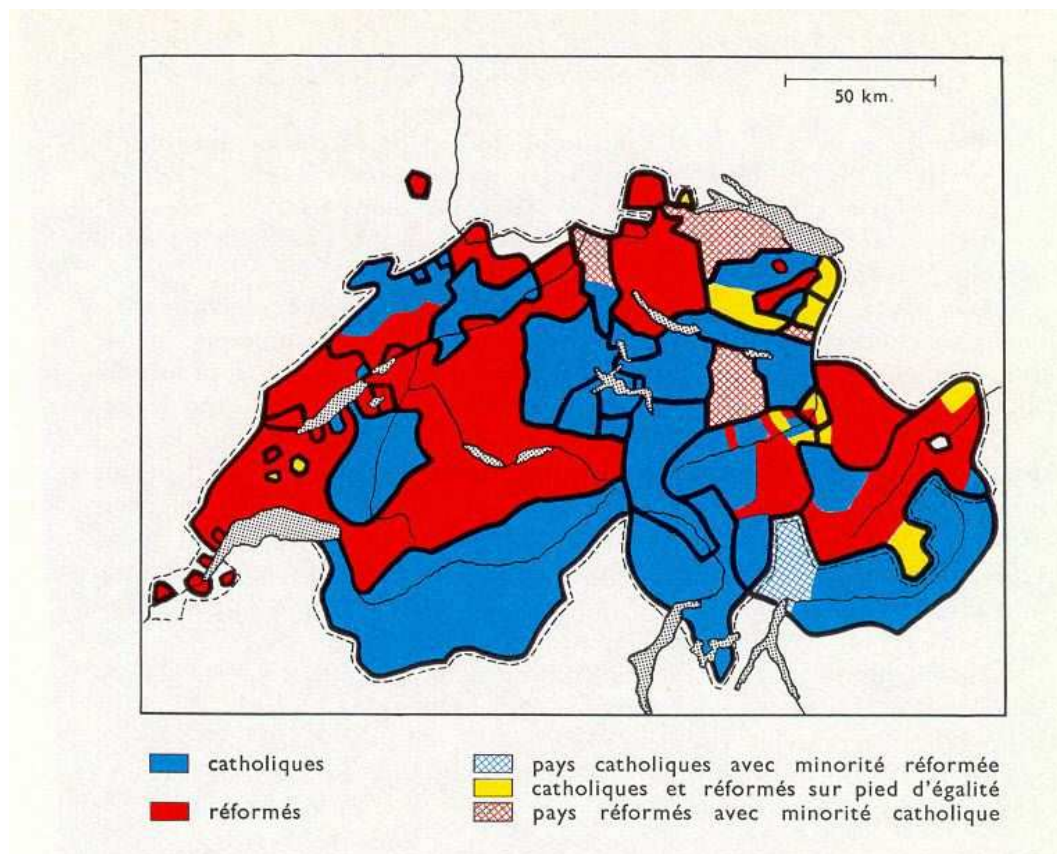 50 km.
catholiques
réformés
pays catholiques avec minorité réformée
catholiques et réformés sur pied d'égalité
pays réformés avec minorité catholique